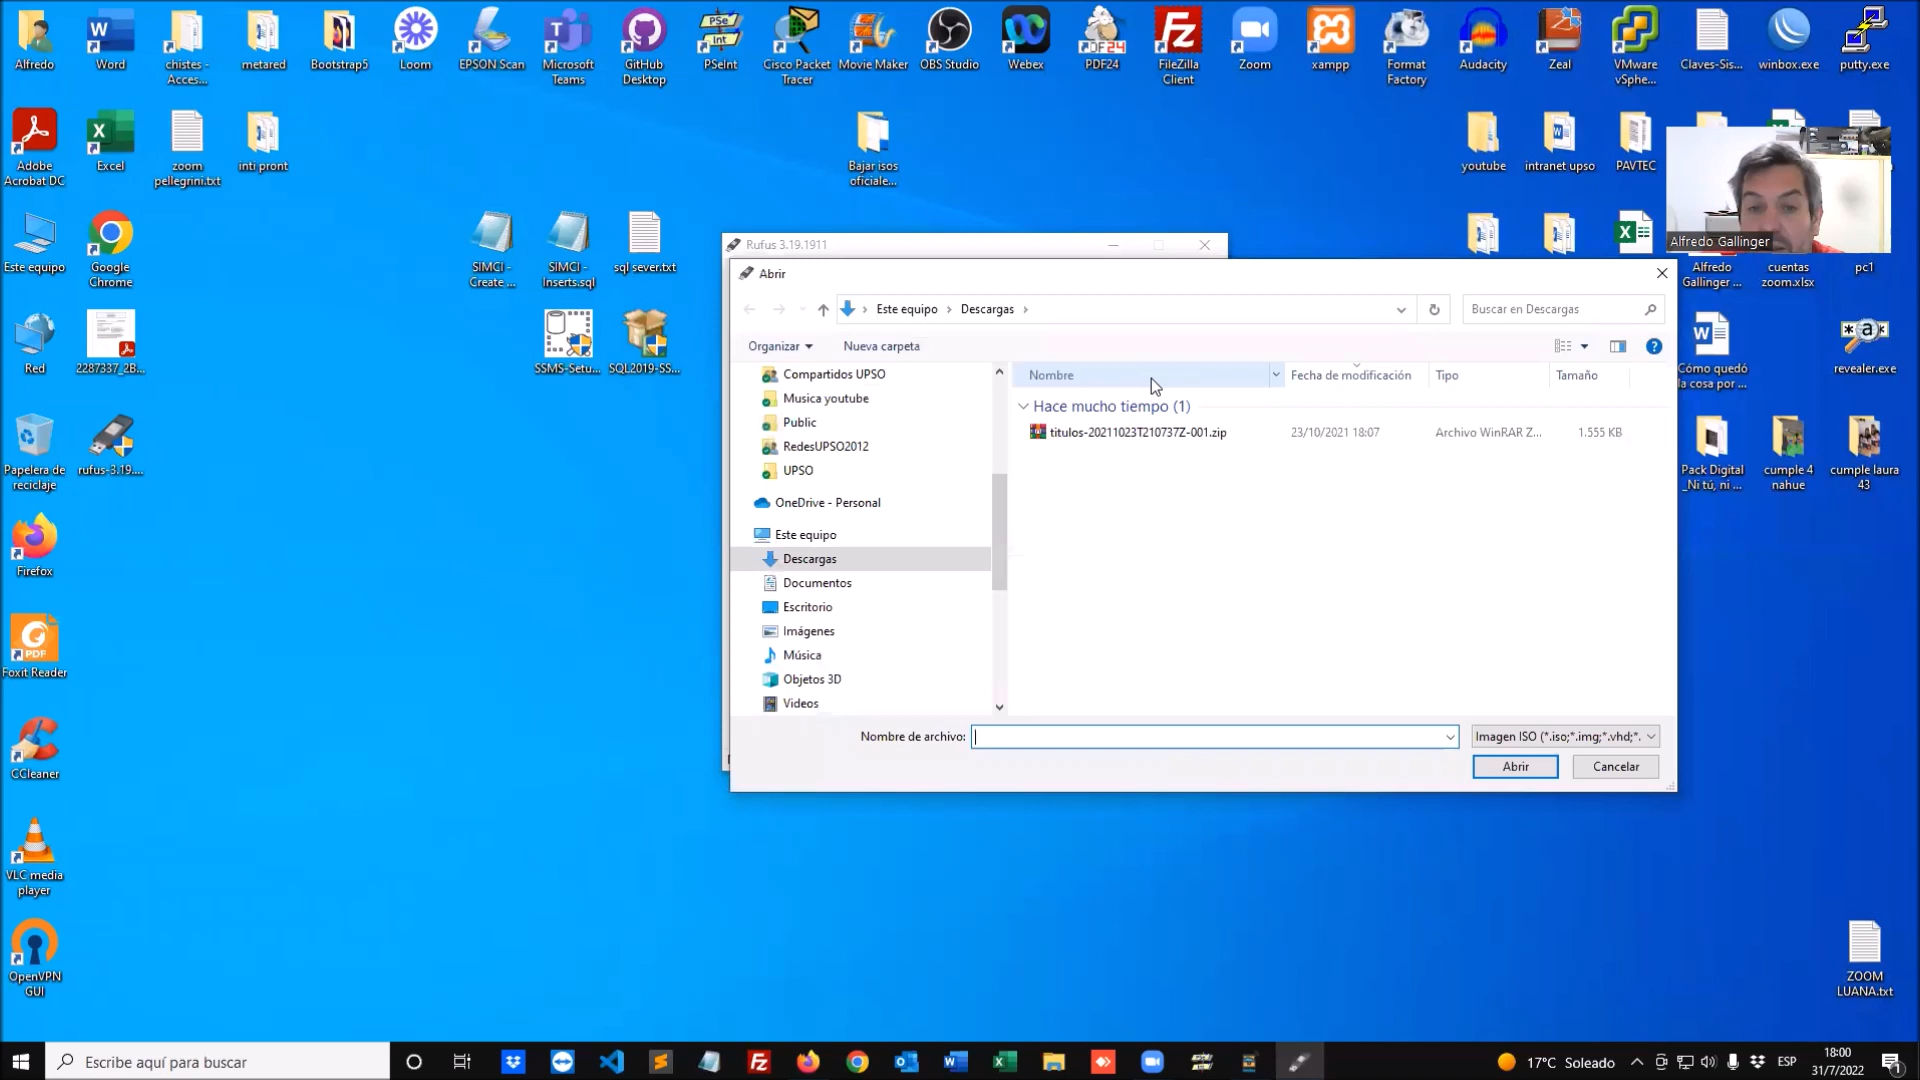 Alfredo
Word
chistes -
Acces...
metared
Bootstrap5
Loom
EPSON Scan
Microsoft
Teams
GitHub
Desktop
PSeInt
Cisco Packet
Tracer
Movie Maker
OBS Studio
Webex
PDF24
FileZilla
Client
Zoom
xampp
Format
Factory
Audacity
Zeal
VMware
vSphe...
Claves-Sis...
winbox.exe
putty.exe
Adobe
Acrobat DC
Excel
zoom
pellegrini.txt
inti pront
Bajar isos
oficiale...
youtube
intranet upso
PAVTEC
Alfredo Gallinger
Este equipo
Google
Chrome
SIMCI -
Create ...
SIMCI -
Inserts.sql
sql sever.txt
Alfredo
Gallinger ...
cuentas
zoom.xlsx
pc1
Red
2287337_2B...
SSMS-Setu...
SQL2019-SS...
Cómo quedó
la cosa por ...
revealer.exe
Papelera de
reciclaje
rufus-3.19....
Pack Digital
_Ni tú, ni ...
cumple 4
nahue
cumple laura
43
Firefox
Foxit Reader
CCleaner
VLC media
player
OpenVPN
GUI
ZOOM
LUANA.txt
Rufus 3.19.1911
Abrir
Este equipo
Descargas
Buscar en Descargas
Organizar
Nueva carpeta
Nombre
Fecha de modificación
Tipo
Tamaño
Hace mucho tiempo (1)
titulos-20211023T210737Z-001.zip
23/10/2021 18:07
Archivo WinRAR Z...
1.555 KB
Compartidos UPSO
Musica youtube
Public
RedesUPSO2012
UPSO
OneDrive - Personal
Este equipo
Descargas
Documentos
Escritorio
Imágenes
Música
Objetos 3D
Videos
Nombre de archivo:
Imagen ISO (*.iso;*.img;*.vhd;*.
Abrir
Cancelar
Escribe aquí para buscar
17°C Soleado
ESP
18:00
31/7/2022
1